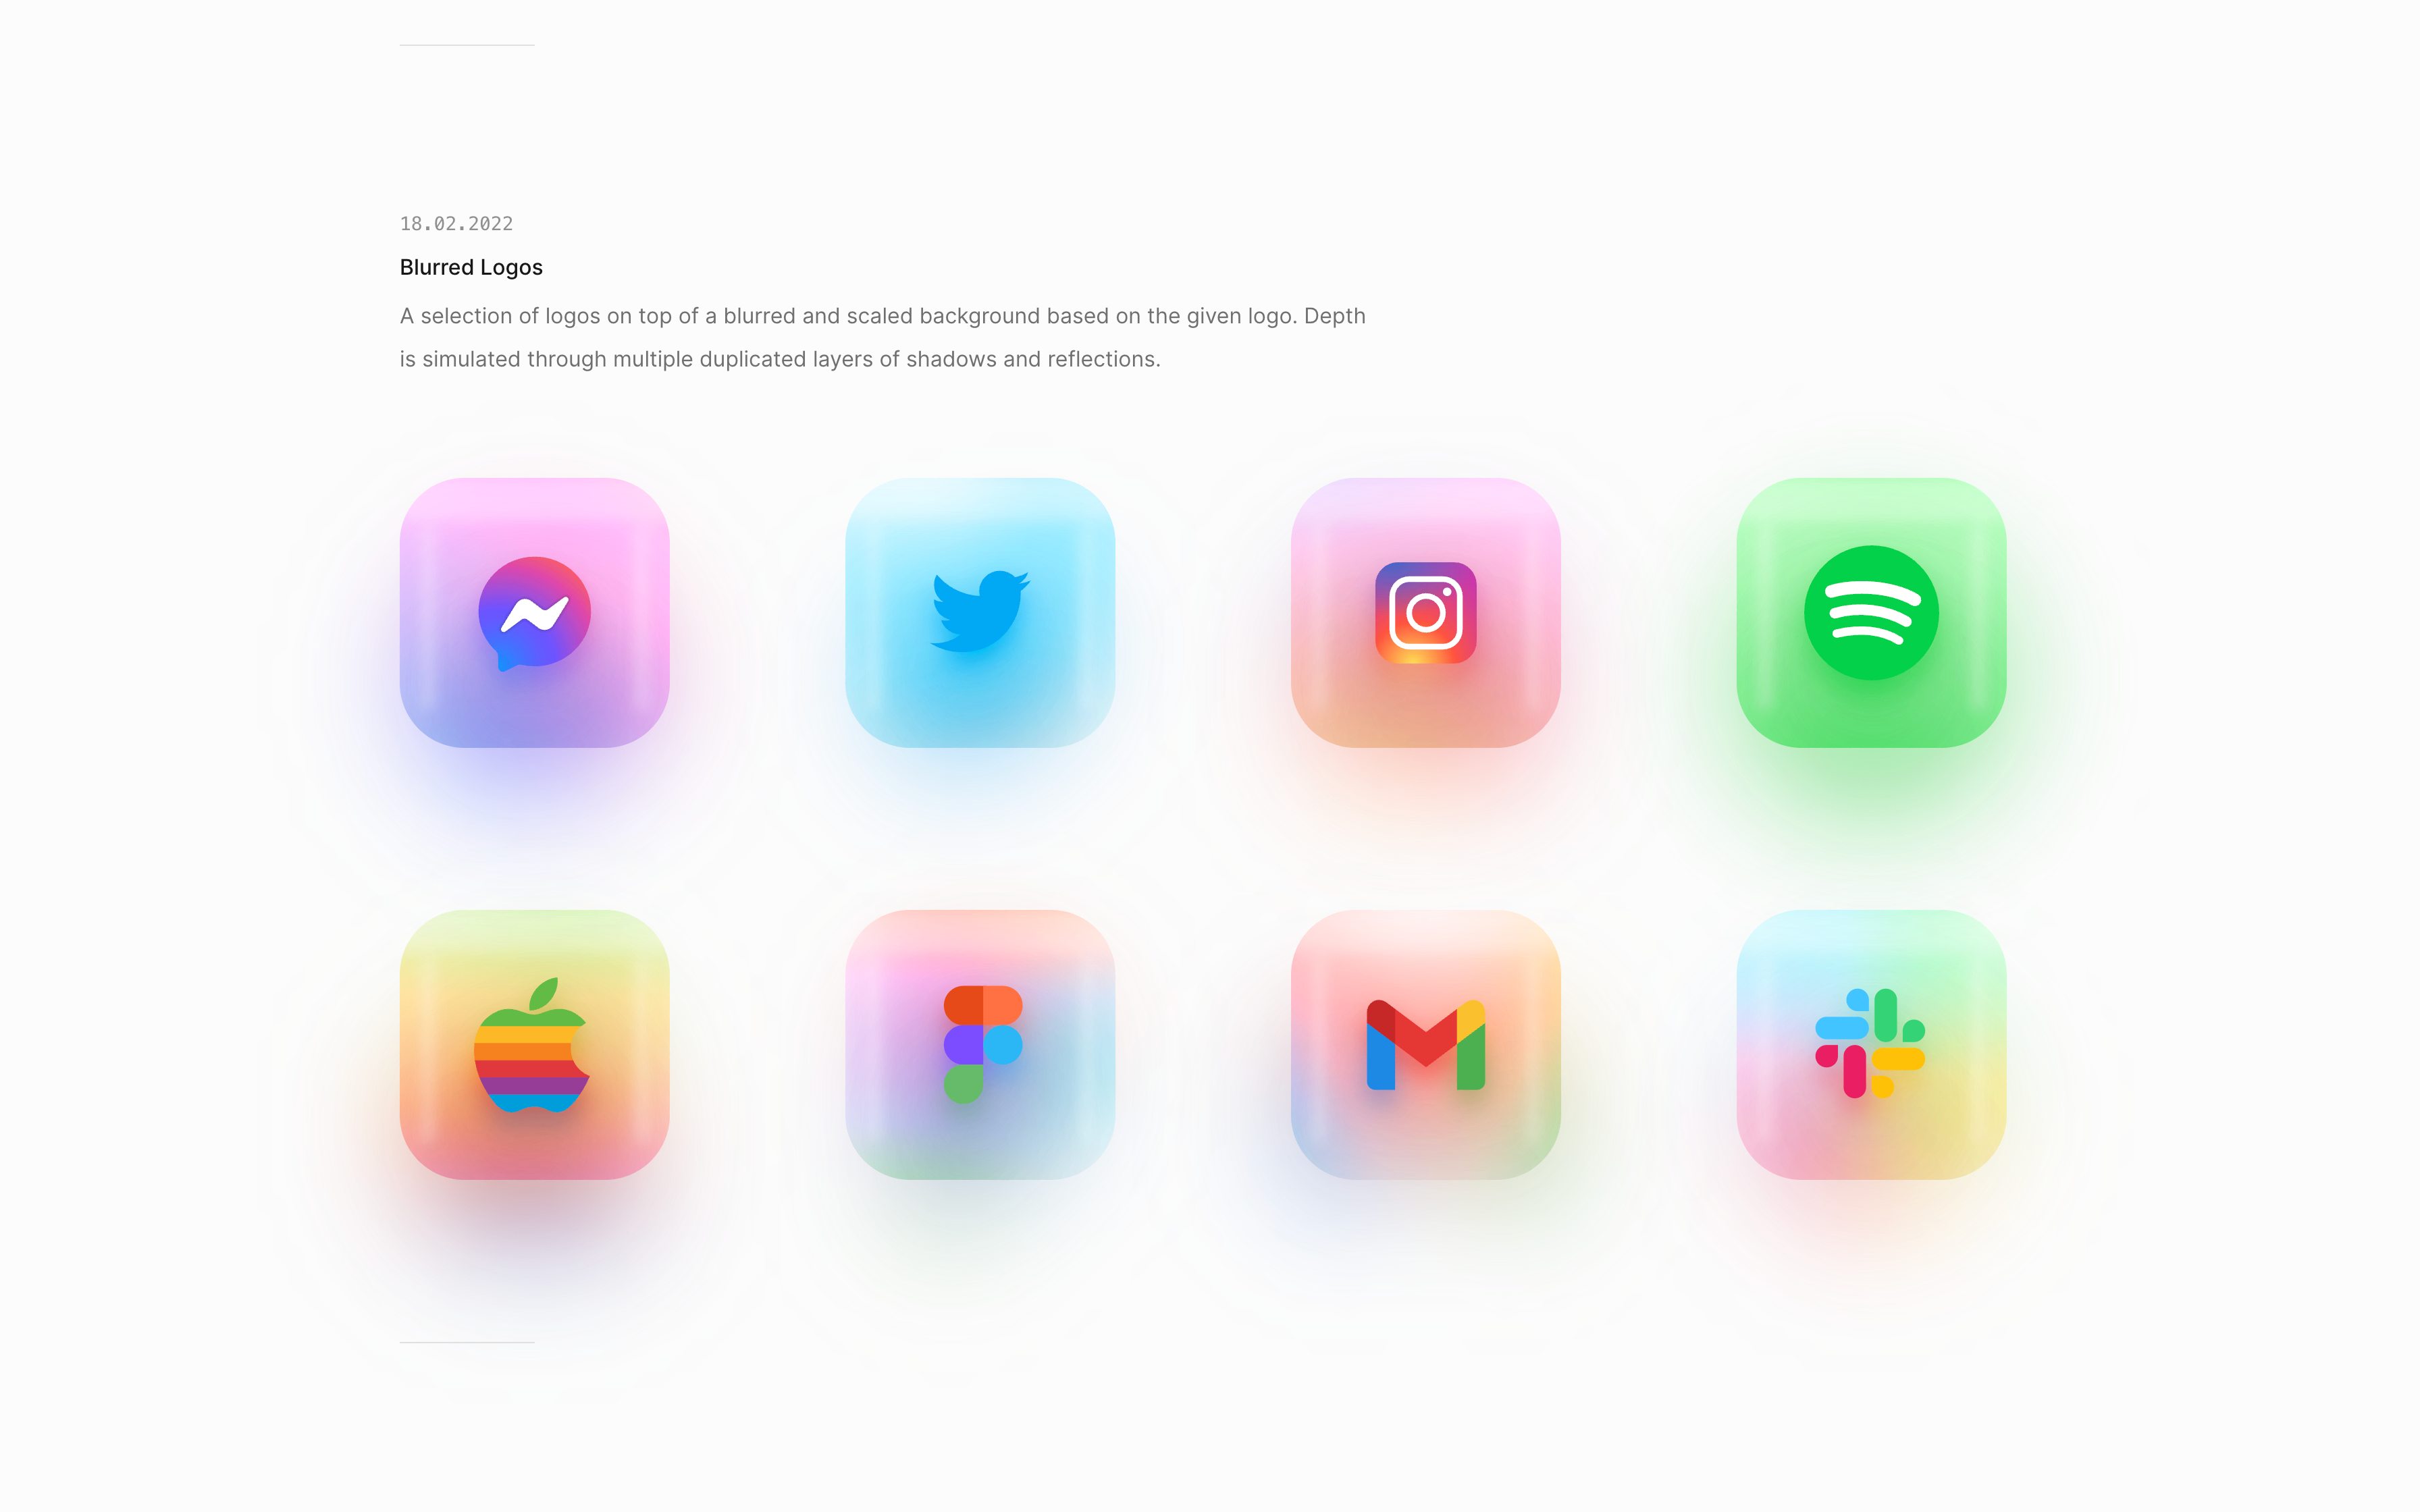 18.02.2022
Blurred Logos
A selection of logos on top of a blurred and scaled background based on the given logo. Depth
is simulated through multiple duplicated layers of shadows and reflections.